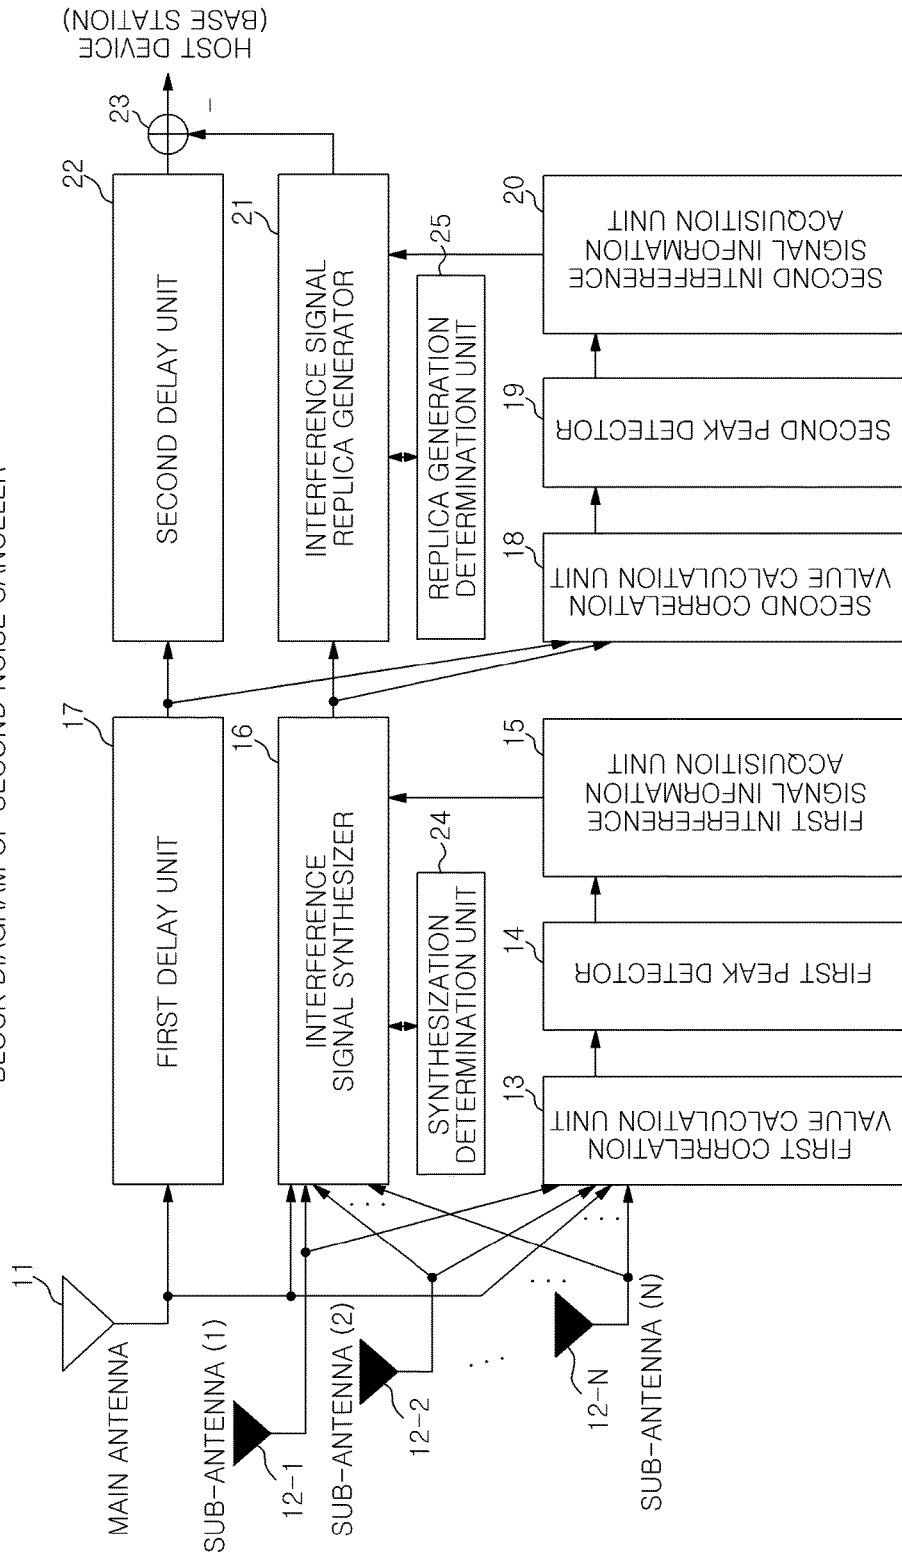 BLOCK DIAGRAM OF SECOND NOISE CANCELLER
MAIN ANTENNA
11
FIRST DELAY UNIT
17
SECOND DELAY UNIT
22
23
HOST DEVICE
(BASE STATION)
−
SUB-ANTENNA (1)
12-1
SUB-ANTENNA (2)
12-2
. . .
12-N
SUB-ANTENNA (N)
. . .
. . .
. . .
INTERFERENCE
SIGNAL SYNTHESIZER
16
INTERFERENCE SIGNAL
REPLICA GENERATOR
21
SYNTHESIZATION
DETERMINATION UNIT
24
REPLICA GENERATION
DETERMINATION UNIT
25
FIRST CORRELATION
VALUE CALCULATION UNIT
13
FIRST PEAK DETECTOR
14
FIRST INTERFERENCE
SIGNAL INFORMATION
ACQUISITION UNIT
15
SECOND CORRELATION
VALUE CALCULATION UNIT
18
SECOND PEAK DETECTOR
19
SECOND INTERFERENCE
SIGNAL INFORMATION
ACQUISITION UNIT
20